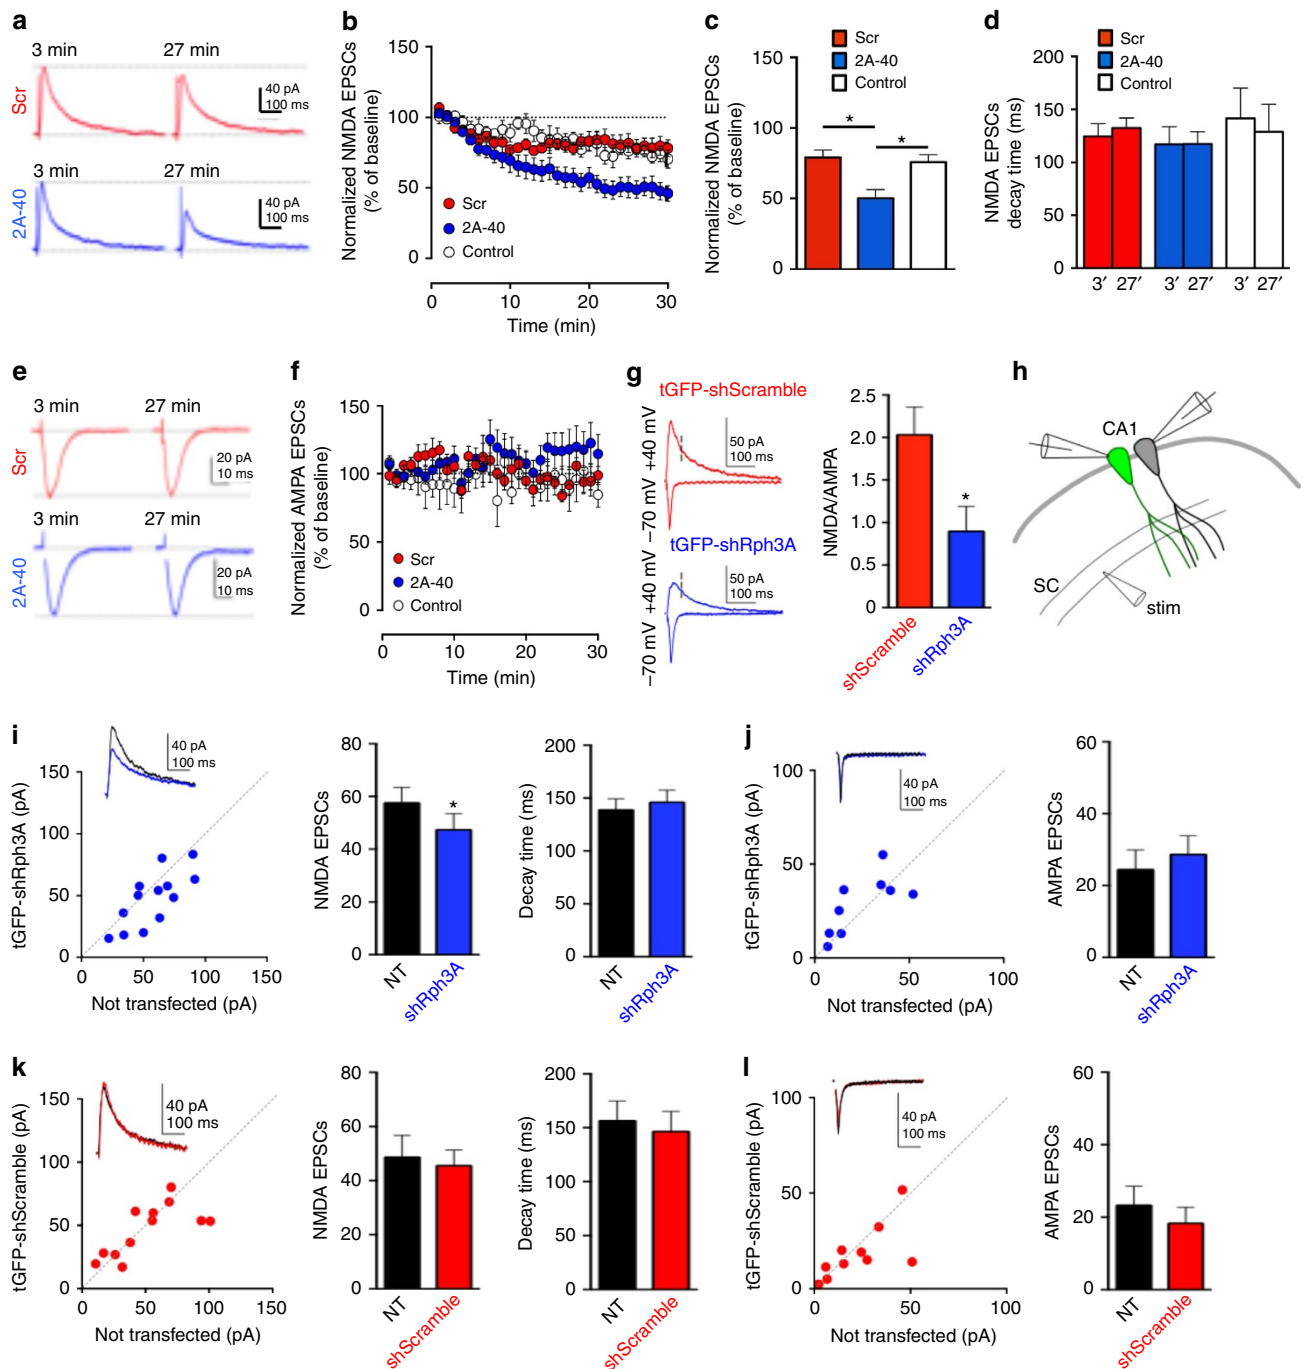 a
3 min 27 min
Scr
40 pA
100 ms
3 min 27 min
2A-40
40 pA
100 ms
b
Normalized NMDA EPSCs
(% of baseline)
150
100
50
0
Scr
2A-40
Control
0 10 20 30
Time (min)
c
Scr
2A-40
Control
Normalized NMDA EPSCs
(% of baseline)
150
100
50
0
* *
d
Scr
2A-40
Control
NMDA EPSCs
decay time (ms)
200
150
100
50
0
3′ 27′ 3′ 27′ 3′ 27′
e
3 min 27 min
Scr
20 pA
10 ms
3 min 27 min
2A-40
20 pA
10 ms
f
Normalized AMPA EPSCs
(% of baseline)
150
100
50
0
Scr
2A-40
Control
0 10 20 30
Time (min)
g
tGFP-shScramble
−70 mV +40 mV
50 pA
100 ms
tGFP-shRph3A
−70 mV +40 mV
50 pA
100 ms
NMDA/AMPA
2.5
2.0
1.5
1.0
0.5
0
*
shScramble
shRph3A
h
CA1
SC
stim
i
40 pA
100 ms
tGFP-shRph3A (pA)
150
100
50
0
0 50 100 150
Not transfected (pA)
NMDA EPSCs
80
60
40
20
0
*
NT
shRph3A
Decay time (ms)
200
150
100
50
0
NT
shRph3A
j
40 pA
100 ms
tGFP-shRph3A (pA)
100
50
0
0 50 100
Not transfected (pA)
AMPA EPSCs
60
40
20
0
NT
shRph3A
k
40 pA
100 ms
tGFP-shScramble (pA)
150
100
50
0
0 50 100 150
Not transfected (pA)
NMDA EPSCs
80
60
40
20
0
NT
shScramble
Decay time (ms)
200
150
100
50
0
NT
shScramble
l
40 pA
100 ms
tGFP-shScramble (pA)
100
50
0
0 50 100
Not transfected (pA)
AMPA EPSCs
60
40
20
0
NT
shScramble